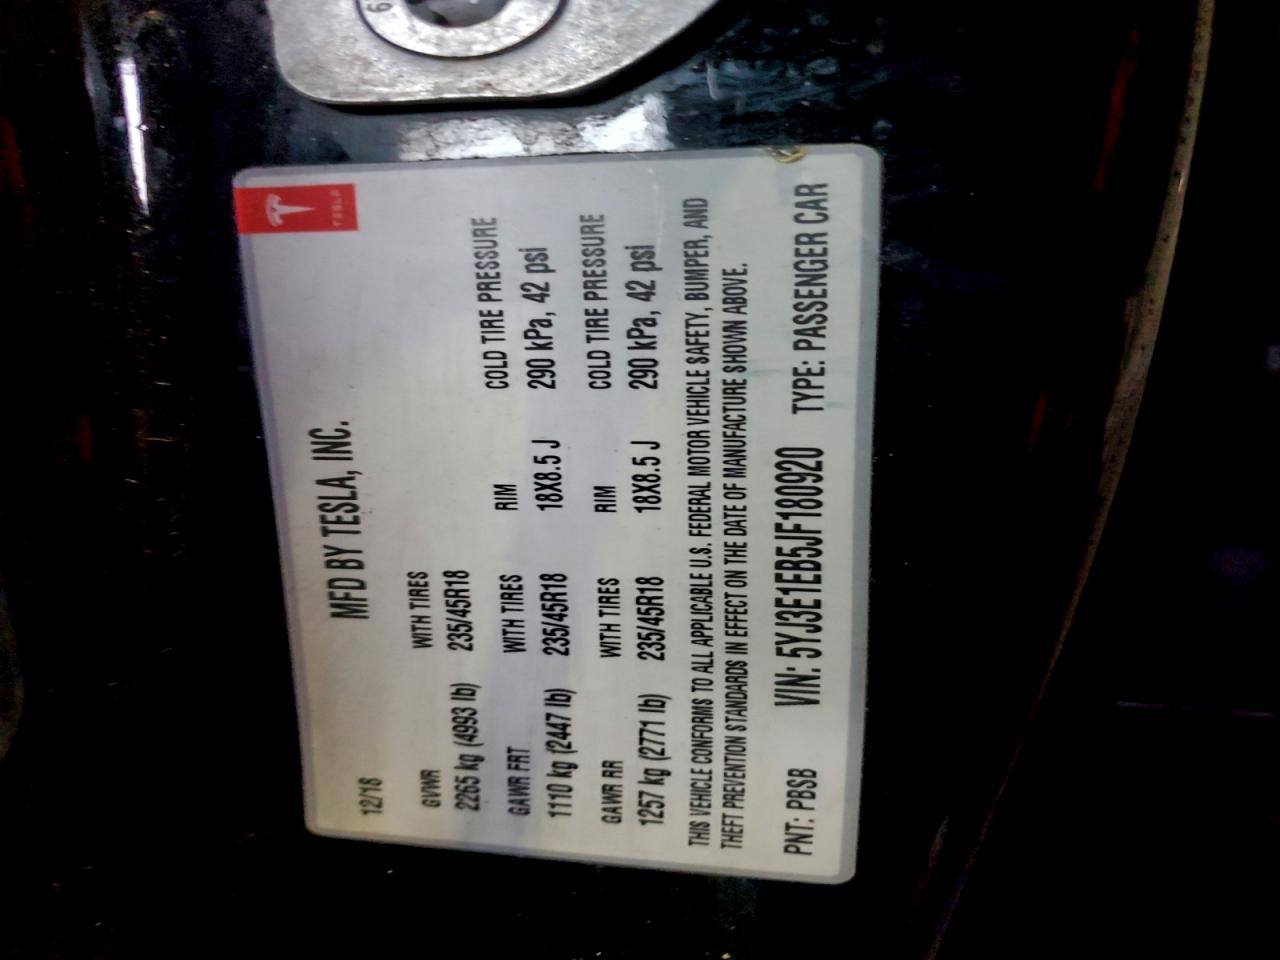 TESLA
MFD BY TESLA, INC.
12/18
GVWR WITH TIRES
2265 kg (4993 lb) 235/45R18
GAWR FRT WITH TIRES RIM COLD TIRE PRESSURE
1110 kg (2447 lb) 235/45R18 18X8.5 J 290 kPa, 42 psi
GAWR RR WITH TIRES RIM COLD TIRE PRESSURE
1257 kg (2771 lb) 235/45R18 18X8.5 J 290 kPa, 42 psi
THIS VEHICLE CONFORMS TO ALL APPLICABLE U.S. FEDERAL MOTOR VEHICLE SAFETY, BUMPER, AND
THEFT PREVENTION STANDARDS IN EFFECT ON THE DATE OF MANUFACTURE SHOWN ABOVE.
PNT: PBSB VIN: 5YJ3E1EB5JF180920 TYPE: PASSENGER CAR